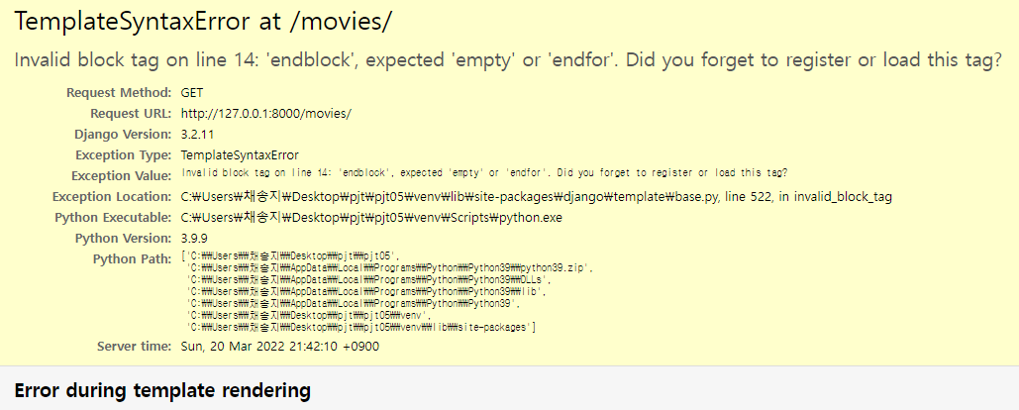 TemplateSyntaxError at /movies/
Invalid block tag on line 14: 'endblock', expected 'empty' or 'endfor'. Did you forget to register or load this tag?
Request Method: GET
Request URL: http://127.0.0.1:8000/movies/
Django Version: 3.2.11
Exception Type: TemplateSyntaxError
Exception Value: Invalid block tag on line 14: 'endblock', expected 'empty' or 'endfor'. Did you forget to register or load this tag?
Exception Location: C:₩Users₩채송지₩Desktop₩pjt₩pjt05₩venv₩lib₩site-packages₩django₩template₩base.py, line 522, in invalid_block_tag
Python Executable: C:₩Users₩채송지₩Desktop₩pjt₩pjt05₩venv₩Scripts₩python.exe
Python Version: 3.9.9
Python Path: ['C:₩₩Users₩₩채송지₩₩Desktop₩₩pjt₩₩pjt05',
'C:₩₩Users₩₩채송지₩₩AppData₩₩Local₩₩Programs₩₩Python₩₩Python39₩₩python39.zip',
'C:₩₩Users₩₩채송지₩₩AppData₩₩Local₩₩Programs₩₩Python₩₩Python39₩₩DLLs',
'C:₩₩Users₩₩채송지₩₩AppData₩₩Local₩₩Programs₩₩Python₩₩Python39₩₩lib',
'C:₩₩Users₩₩채송지₩₩AppData₩₩Local₩₩Programs₩₩Python₩₩Python39',
'C:₩₩Users₩₩채송지₩₩Desktop₩₩pjt₩₩pjt05₩₩venv',
'C:₩₩Users₩₩채송지₩₩Desktop₩₩pjt₩₩pjt05₩₩venv₩₩lib₩₩site-packages']
Server time: Sun, 20 Mar 2022 21:42:10 +0900
Error during template rendering